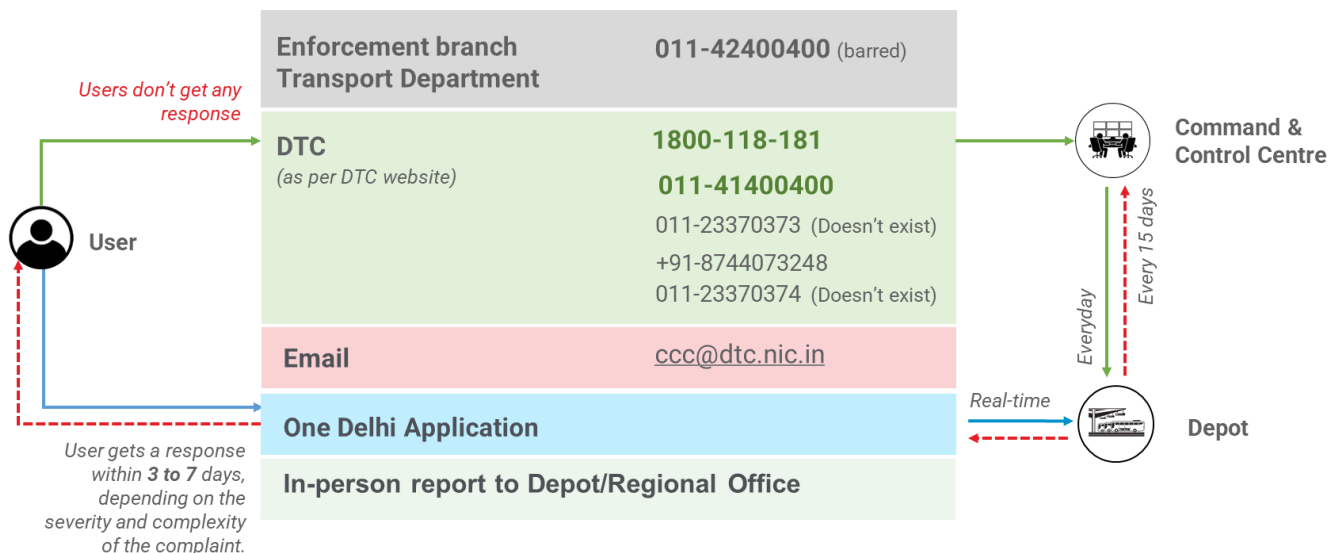 Enforcement branch
Transport Department
011-42400400 (barred)
Users don't get any
response
DTC
(as per DTC website)
1800-118-181
011-41400400
011-23370373 (Doesn't exist)
+91-8744073248
011-23370374 (Doesn't exist)
Command &
Control Centre
User
Everyday
Every 15 days
Email
ccc@dtc.nic.in
One Delhi Application
Real-time
Depot
User gets a response
within 3 to 7 days,
depending on the
severity and complexity
of the complaint.
In-person report to Depot/Regional Office